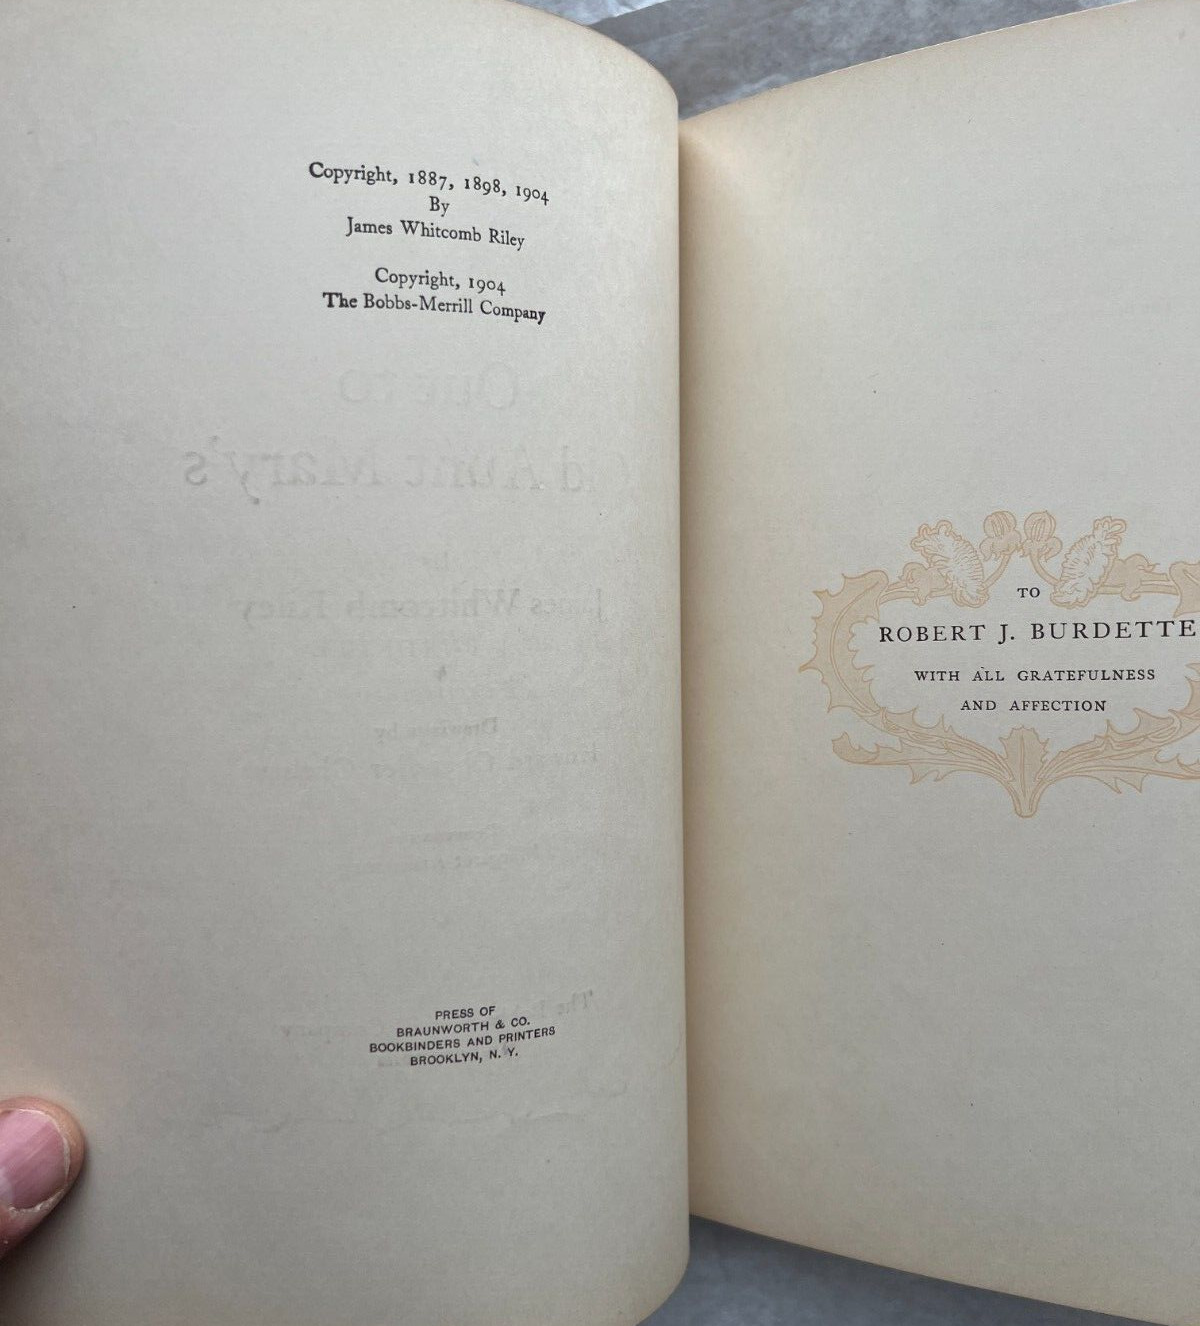 Copyright, 1887, 1898, 1904
By
James Whitcomb Riley
Copyright, 1904
The Bobbs-Merrill Company
PRESS OF
BRAUNWORTH & CO.
BOOKBINDERS AND PRINTERS
BROOKLYN, N. Y.
TO
ROBERT J. BURDETTE
WITH ALL GRATEFULNESS
AND AFFECTION